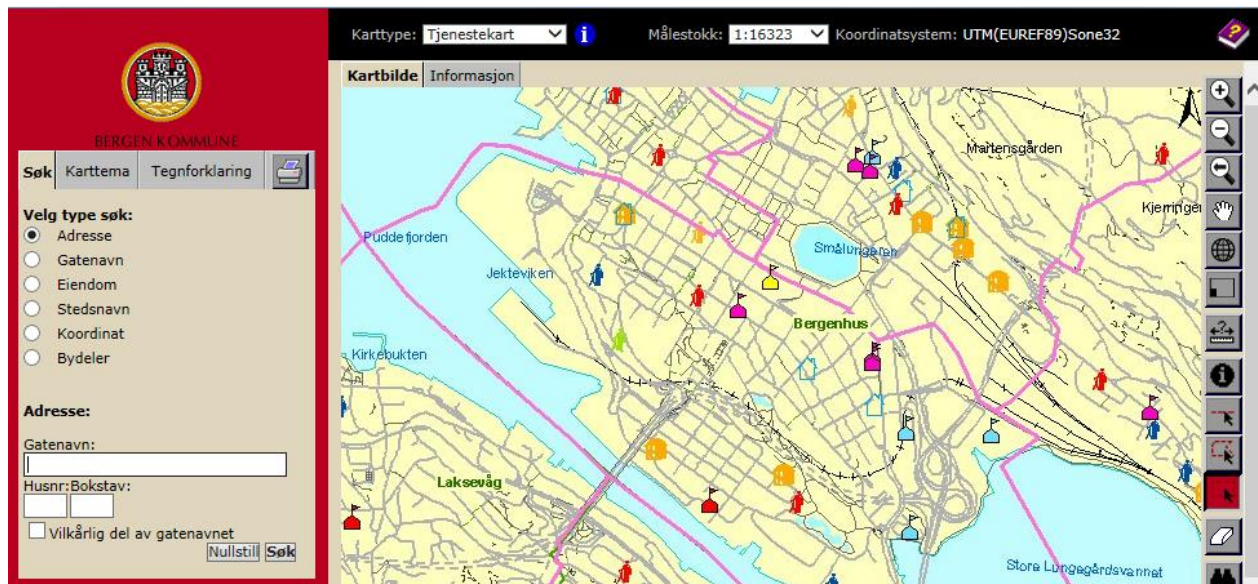 Karttype: Tjenestekart Målestokk: 1:16323 Koordinatsystem: UTM(EUREF89)Sone32
Kartbilde Informasjon
BERGEN KOMMUNE
Søk Karttema Tegnforklaring
Velg type søk:
Adresse
Gatenavn
Eiendom
Stedsnavn
Koordinat
Bydeler
Adresse:
Gatenavn:
Husnr: Bokstav:
Vilkårlig del av gatenavnet
Nullstill Søk
Martensgården
Puddefjorden
Smålungeren
Jekteviken
Bergenhus
Kirkebukten
Laksevåg
Store Lungegårdsvannet